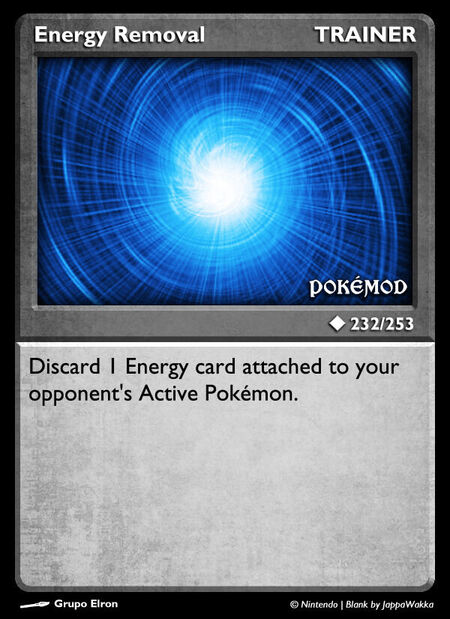 Energy Removal TRAINER
POKÉMOD
232/253
Discard 1 Energy card attached to your
opponent's Active Pokémon.
Grupo Elron © Nintendo | Blank by JappaWakka